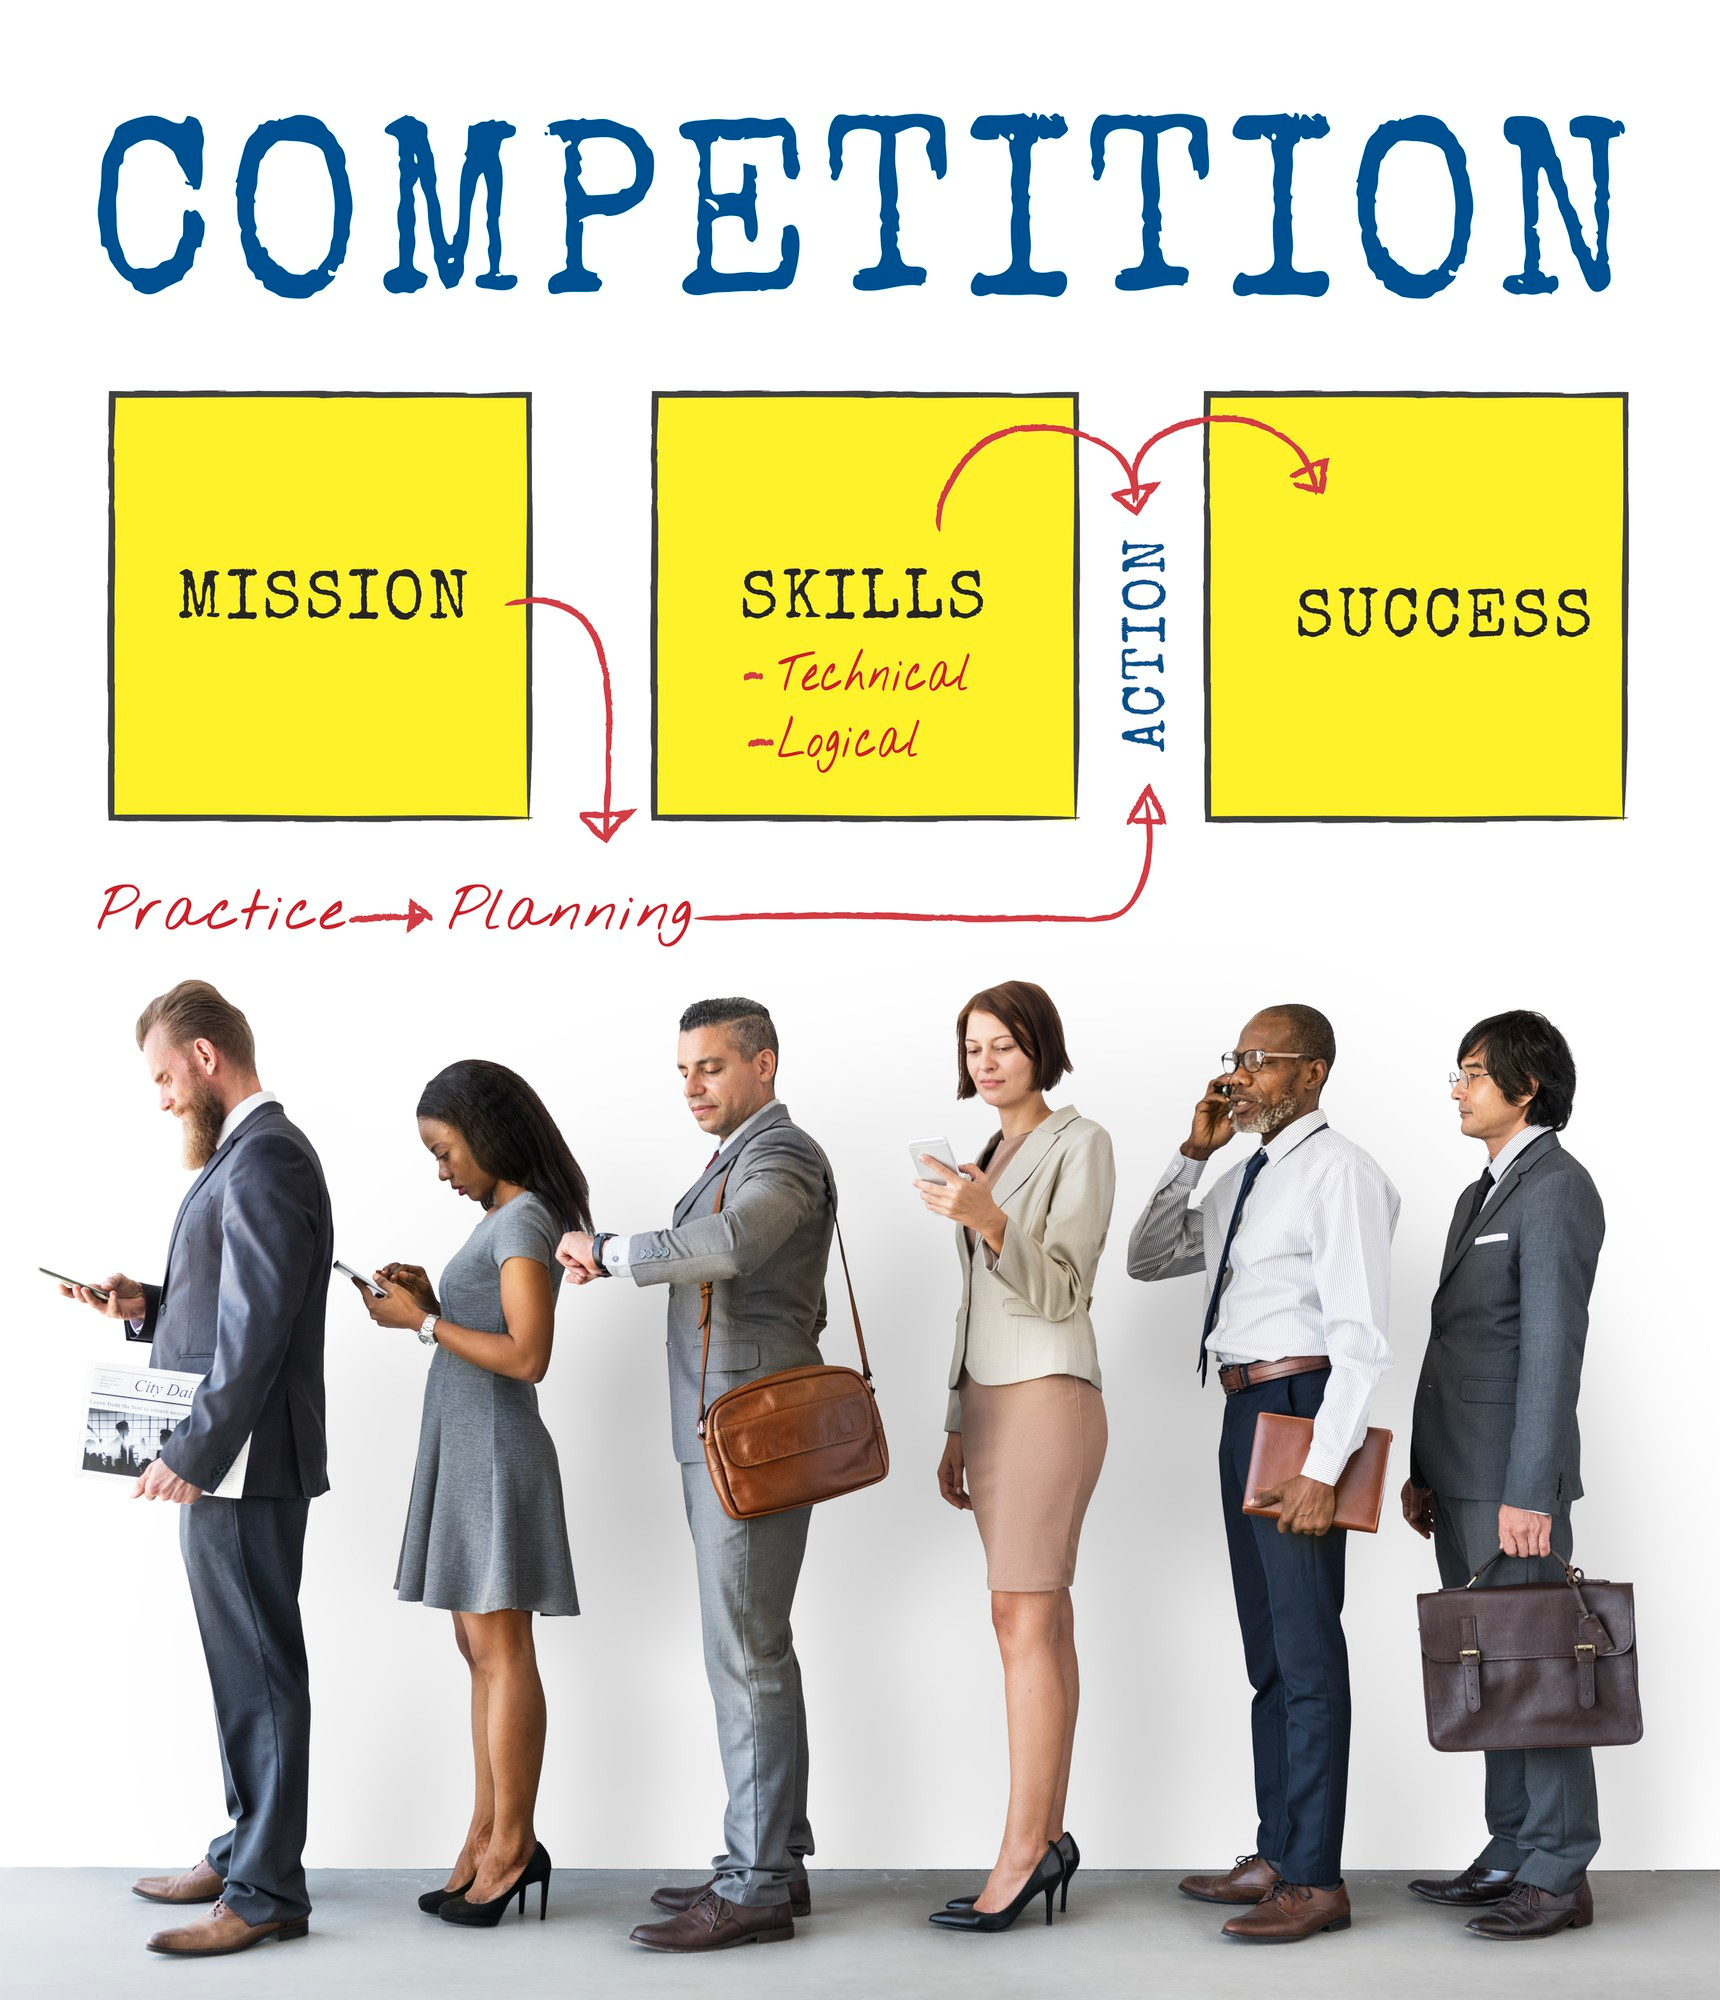 COMPETITION
MISSION
SKILLS
- Technical
- Logical
ACTION
SUCCESS
Practice
Planning
City Dai